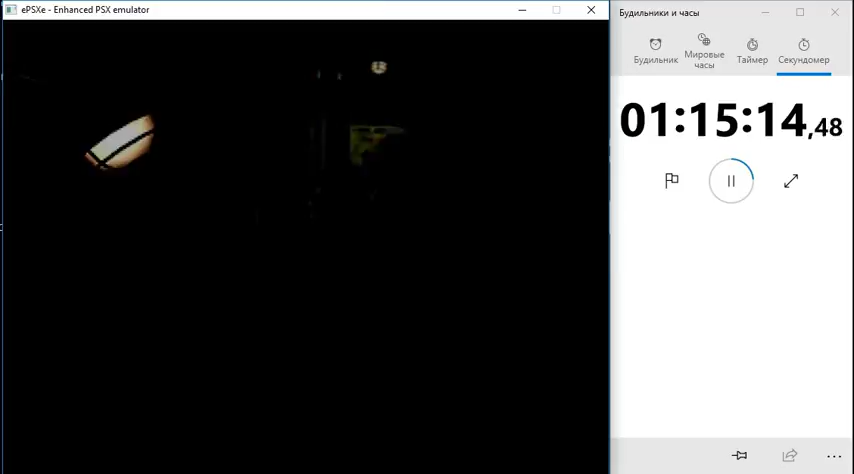 ePSXe - Enhanced PSX emulator
Будильники и часы
Будильник
Мировые
часы
Таймер
Секундомер
01:15:14,48